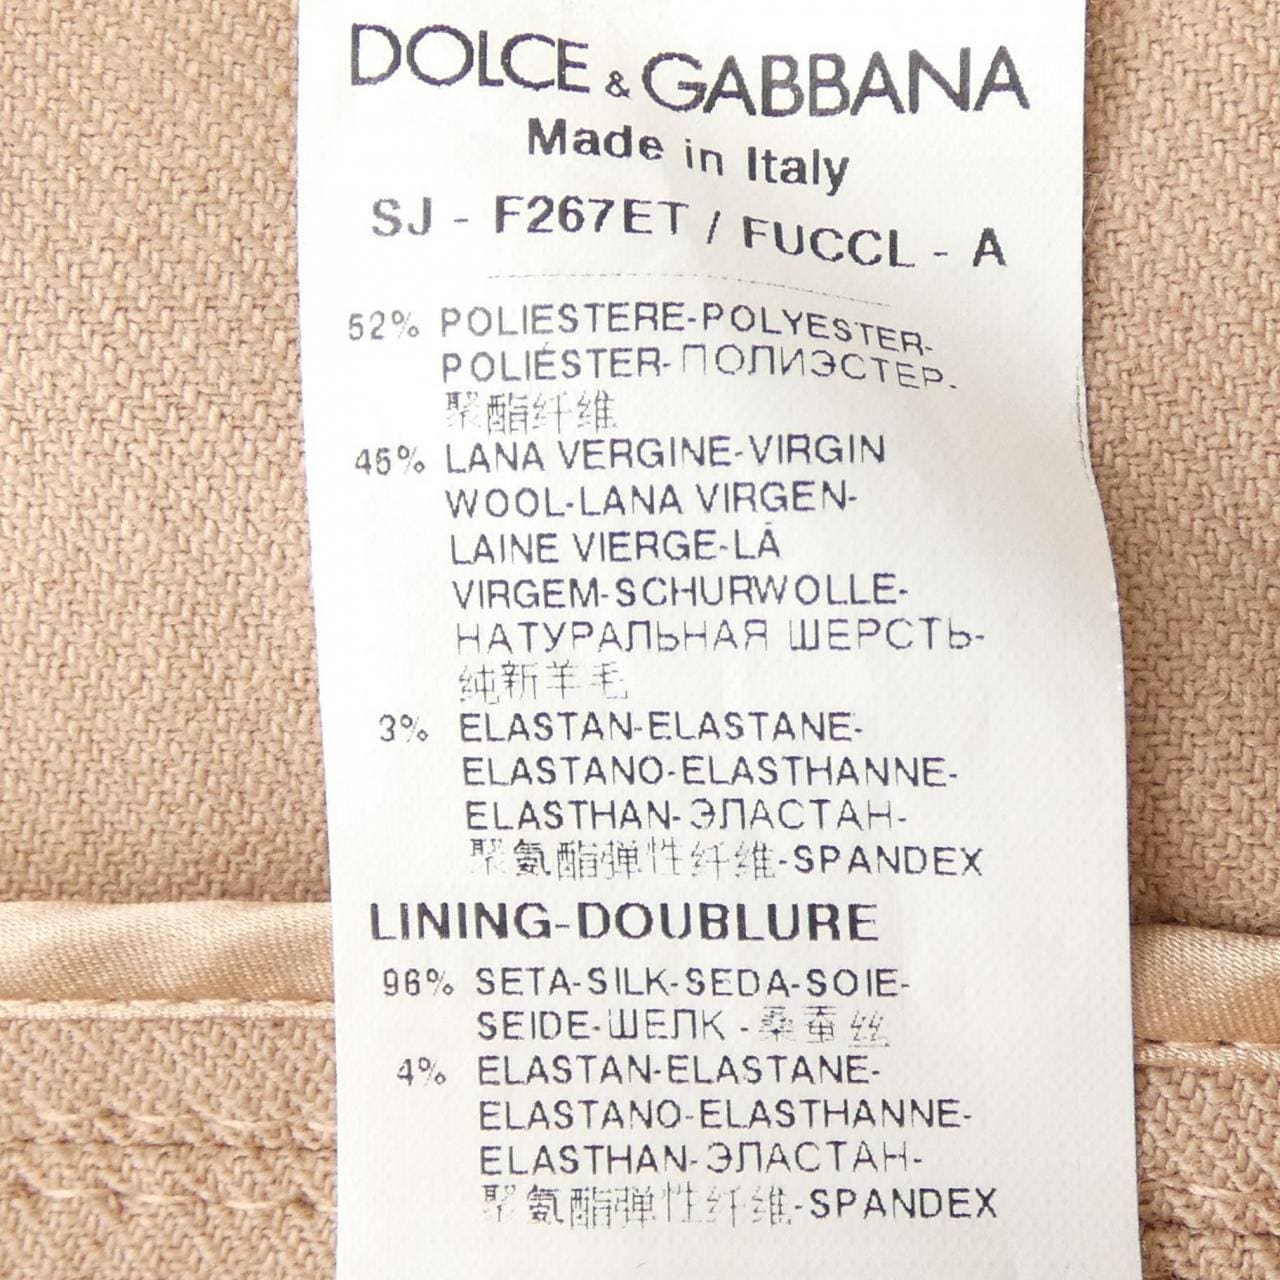 DOLCE & GABBANA
Made in Italy
SJ - F267ET / FUCCL - A
52% POLIESTERE-POLYESTER-
POLIÉSTER-ПОЛИЭСТЕР-
聚酯纤维
45% LANA VERGINE-VIRGIN
WOOL-LANA VIRGEN-
LAINE VIERGE-LÃ
VIRGEM-SCHURWOLLE-
НАТУРАЛЬНАЯ ШЕРСТЬ-
纯新羊毛
3% ELASTAN-ELASTANE-
ELASTANO-ELASTHANNE-
ELASTHAN-ЭЛАСТАН-
聚氨酯弹性纤维-SPANDEX
LINING-DOUBLURE
96% SETA-SILK-SEDA-SOIE-
SEIDE-ШЕЛК -桑蚕丝
4% ELASTAN-ELASTANE-
ELASTANO-ELASTHANNE-
ELASTHAN-ЭЛАСТАН-
聚氨酯弹性纤维-SPANDEX